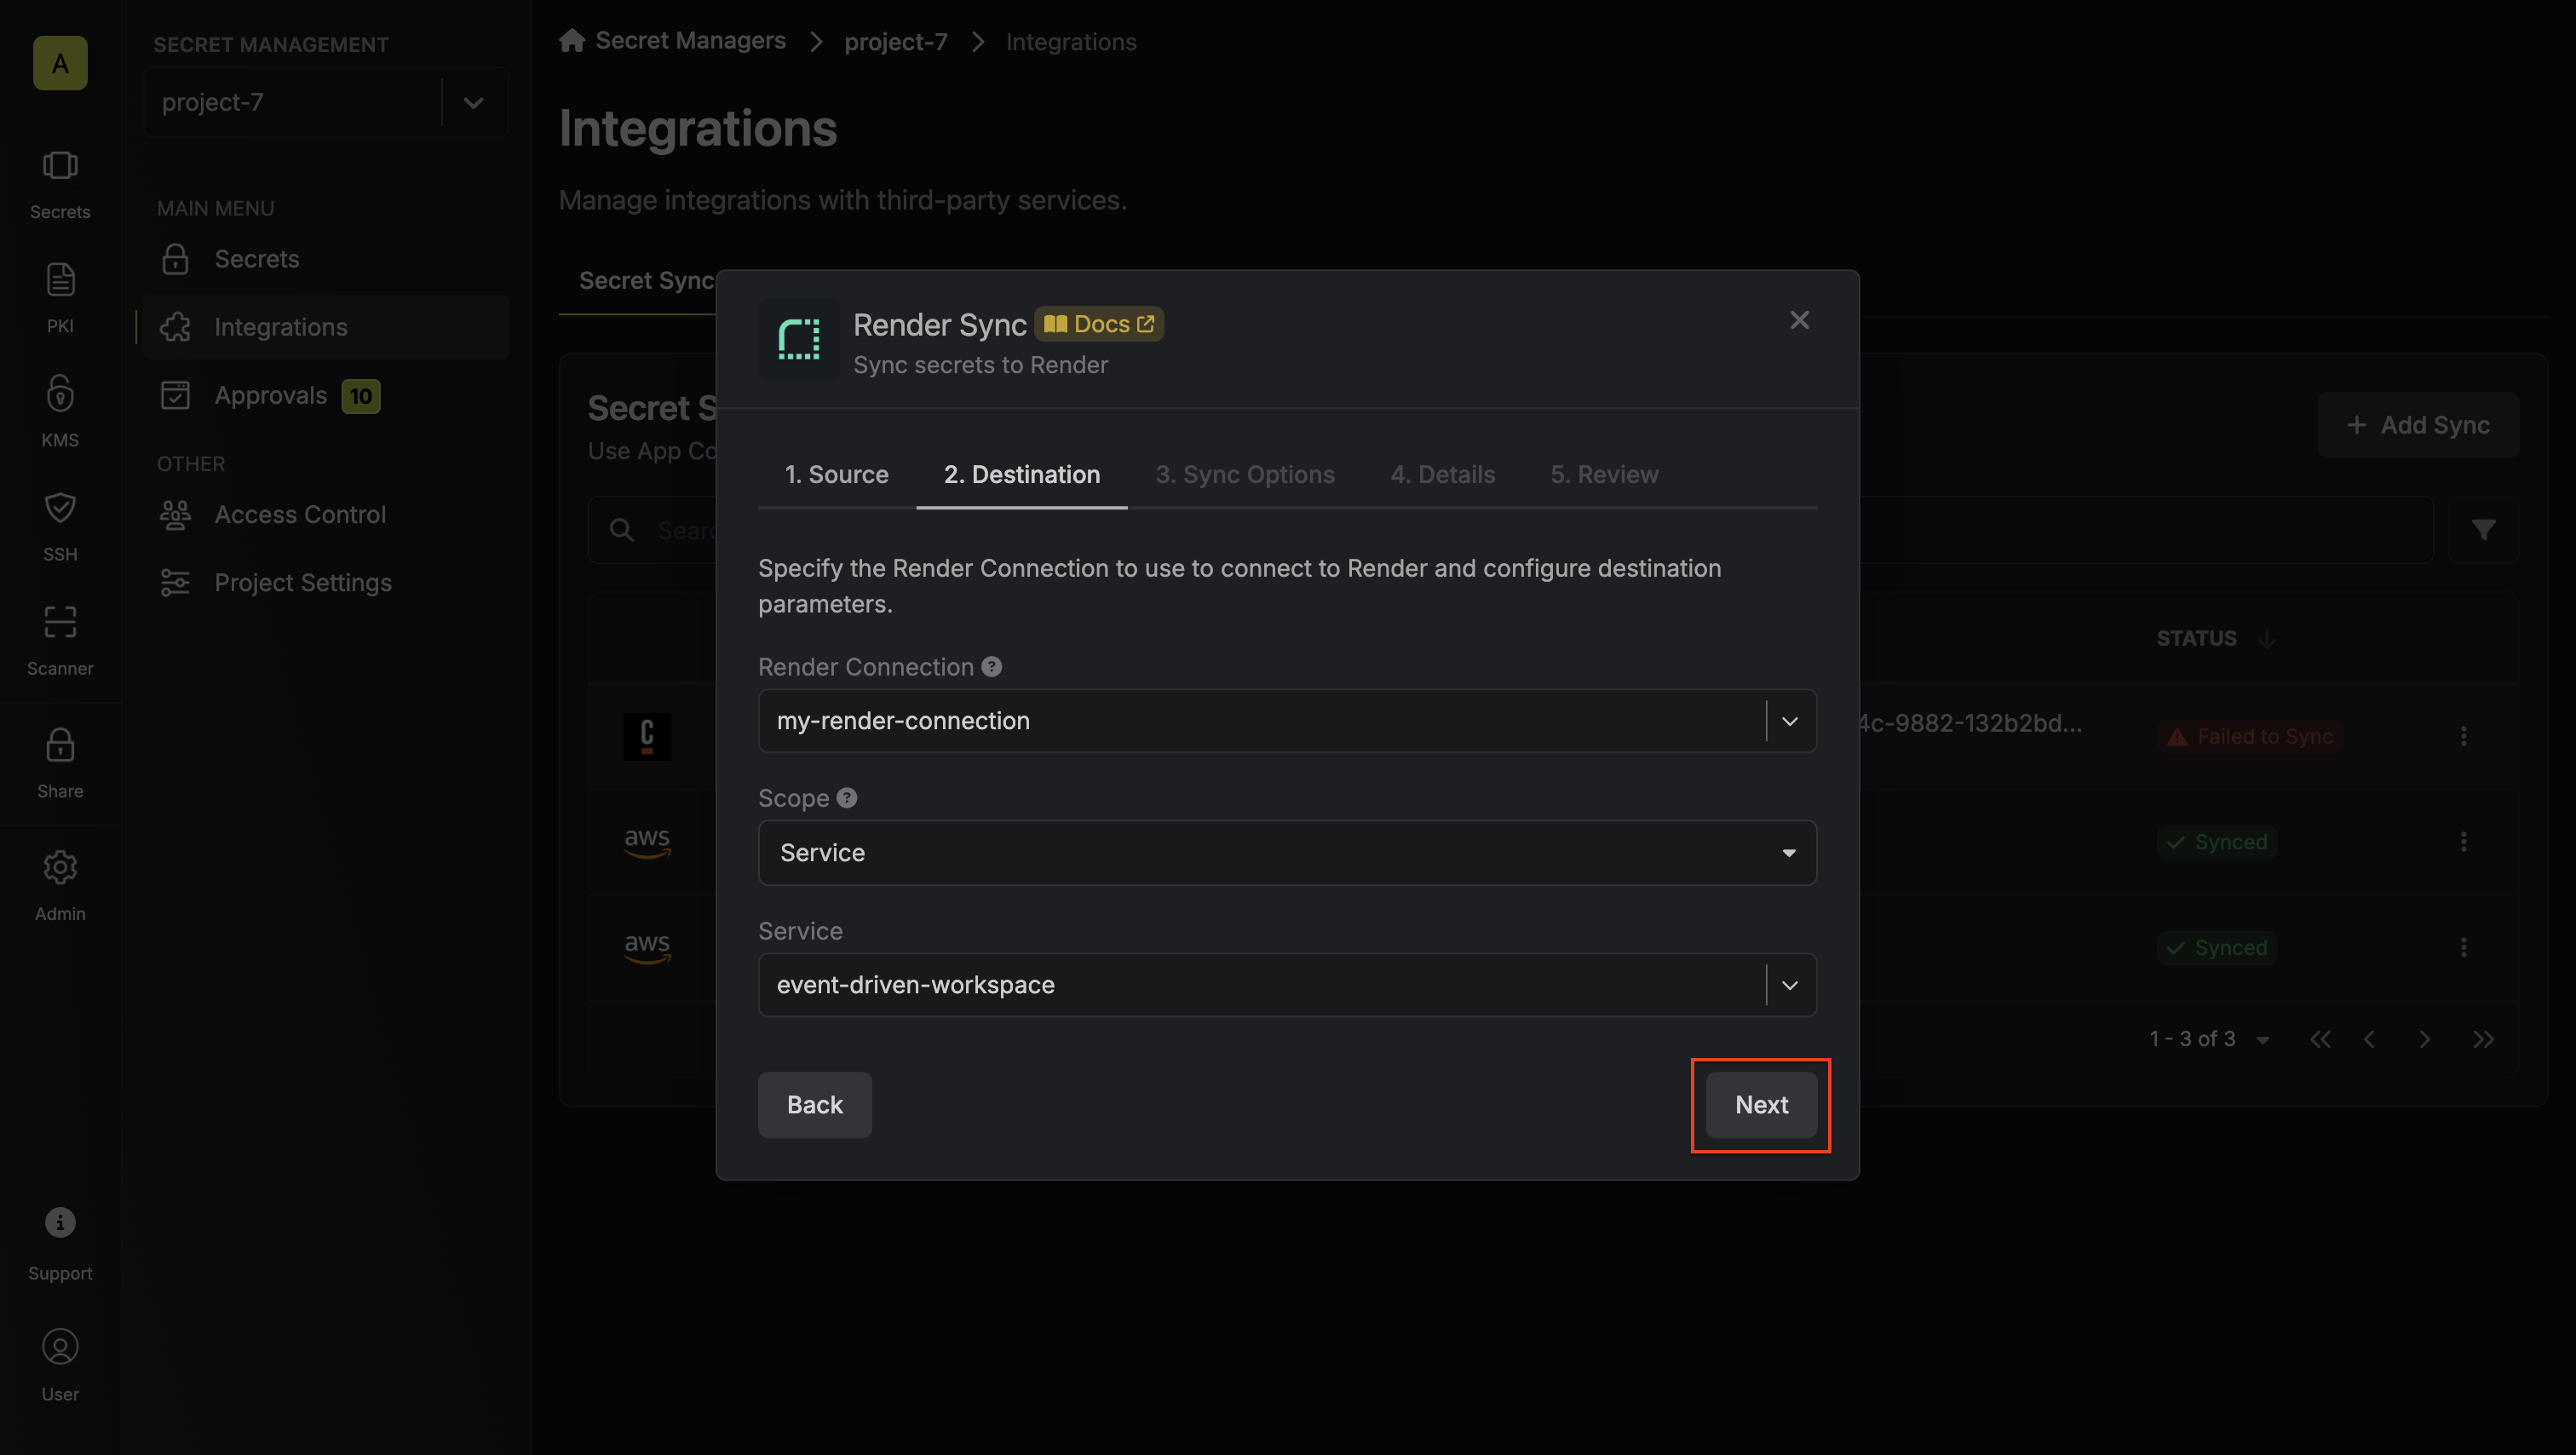 A
Secrets
PKI
KMS
SSH
Scanner
Share
Admin
Support
User
SECRET MANAGEMENT
project-7
MAIN MENU
Secrets
Integrations
Approvals 10
OTHER
Access Control
Project Settings
Secret Managers > project-7 > Integrations
Integrations
Manage integrations with third-party services.
Secret Sync
Secret S
Use App Co
+ Add Sync
Searc
STATUS
4c-9882-132b2bd...
Failed to Sync
aws
Synced
aws
Synced
1 - 3 of 3
Render Sync Docs
Sync secrets to Render
1. Source 2. Destination 3. Sync Options 4. Details 5. Review
Specify the Render Connection to use to connect to Render and configure destination
parameters.
Render Connection ?
my-render-connection
Scope ?
Service
Service
event-driven-workspace
Back
Next